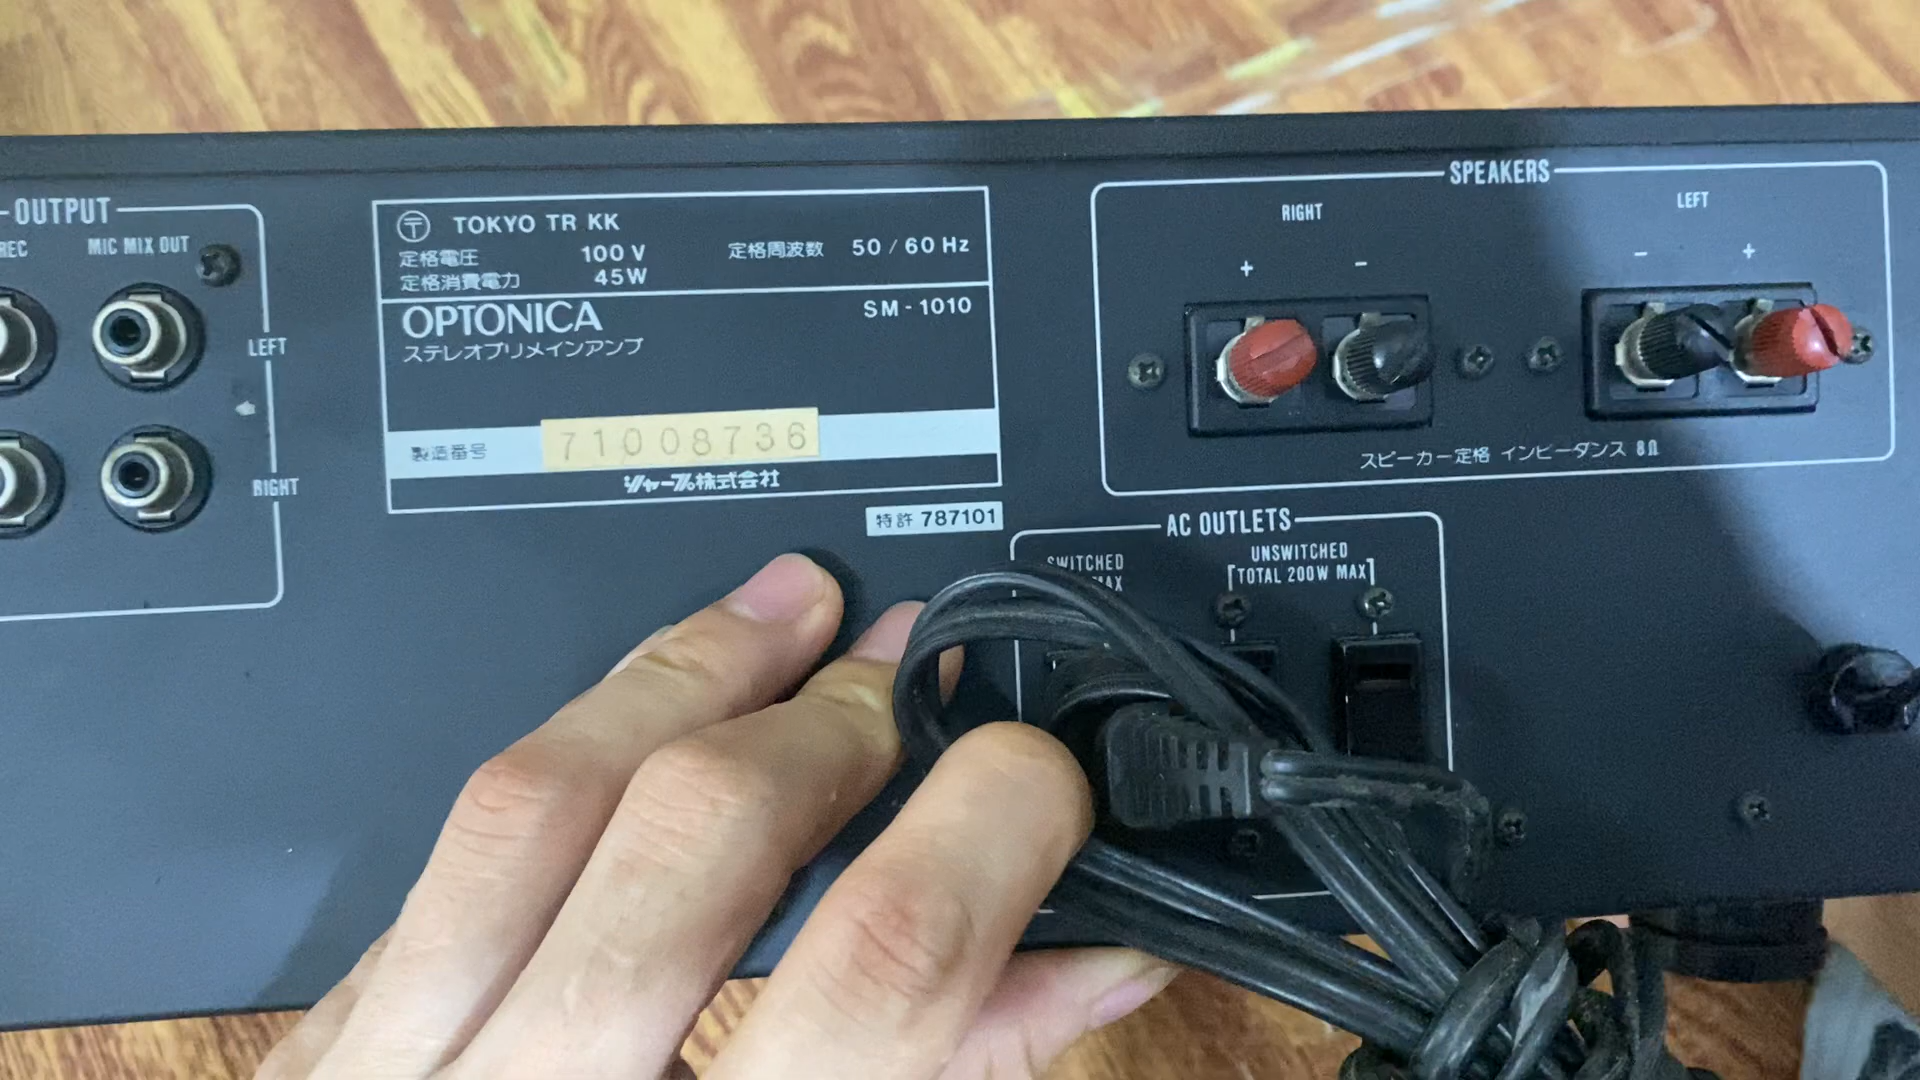 OUTPUT
REC
MIC MIX OUT
LEFT
RIGHT
〒 TOKYO TR KK
定格電圧 100 V 定格周波数 50 / 60 Hz
定格消費電力 45W
OPTONICA SM-1010
ステレオプリメインアンプ
製造番号 71008736
シャープ株式会社
特許 787101
SPEAKERS
RIGHT LEFT
+ − − +
スピーカー定格 インピーダンス 8Ω
AC OUTLETS
SWITCHED UNSWITCHED
MAX TOTAL 200W MAX